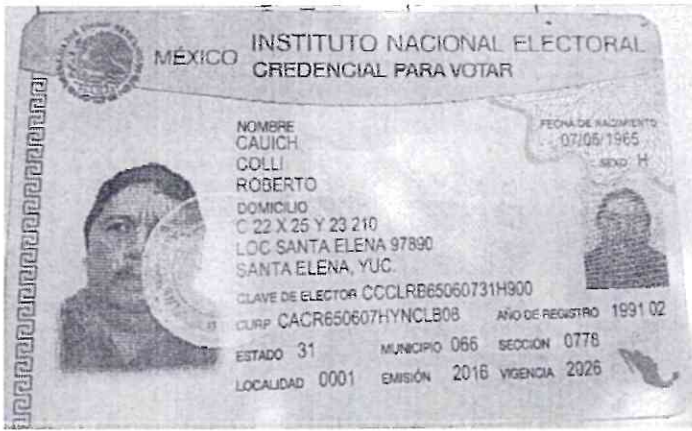 MÉXICO INSTITUTO NACIONAL ELECTORAL
CREDENCIAL PARA VOTAR
NOMBRE
CAUICH
COLLI
ROBERTO
FECHA DE NACIMIENTO
07/06/1965
SEXO H
DOMICILIO
C 22 X 25 Y 23 210
LOC SANTA ELENA 97890
SANTA ELENA, YUC.
CLAVE DE ELECTOR CCCLRB65060731H900
CURP CACR650607HYNCLB08 AÑO DE REGISTRO 1991 02
ESTADO 31 MUNICIPIO 066 SECCIÓN 0778
LOCALIDAD 0001 EMISIÓN 2016 VIGENCIA 2026